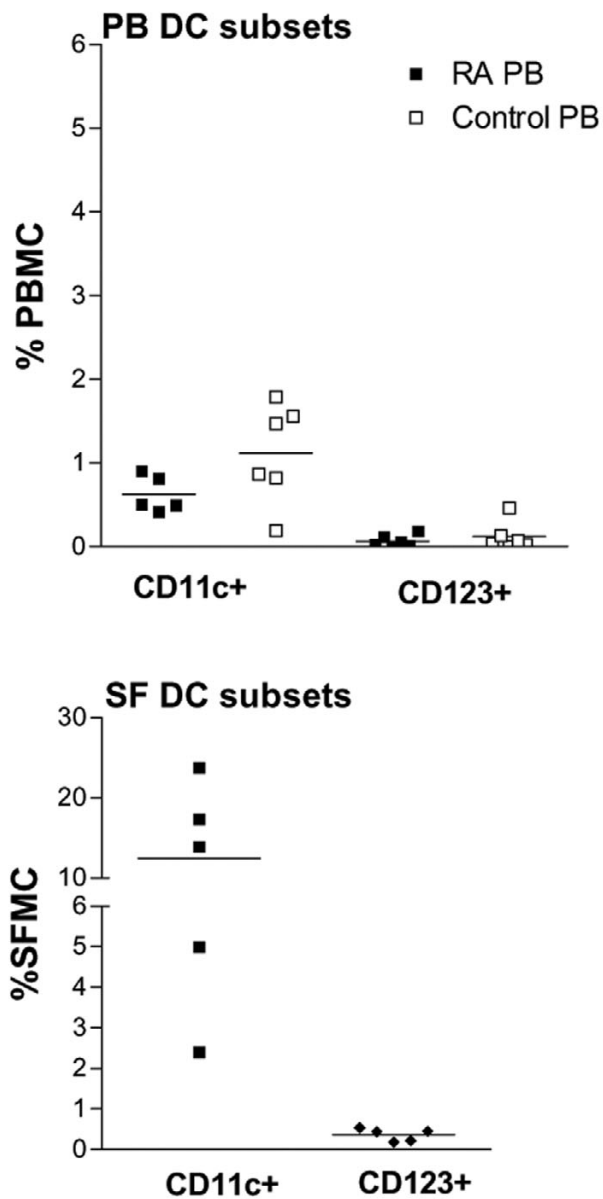 PB DC subsets
6
RA PB
Control PB
5
4
% PBMC
3
2
1
0
CD11c+ CD123+
SF DC subsets
30
20
10
%SFMC
6
5
4
3
2
1
0
CD11c+ CD123+